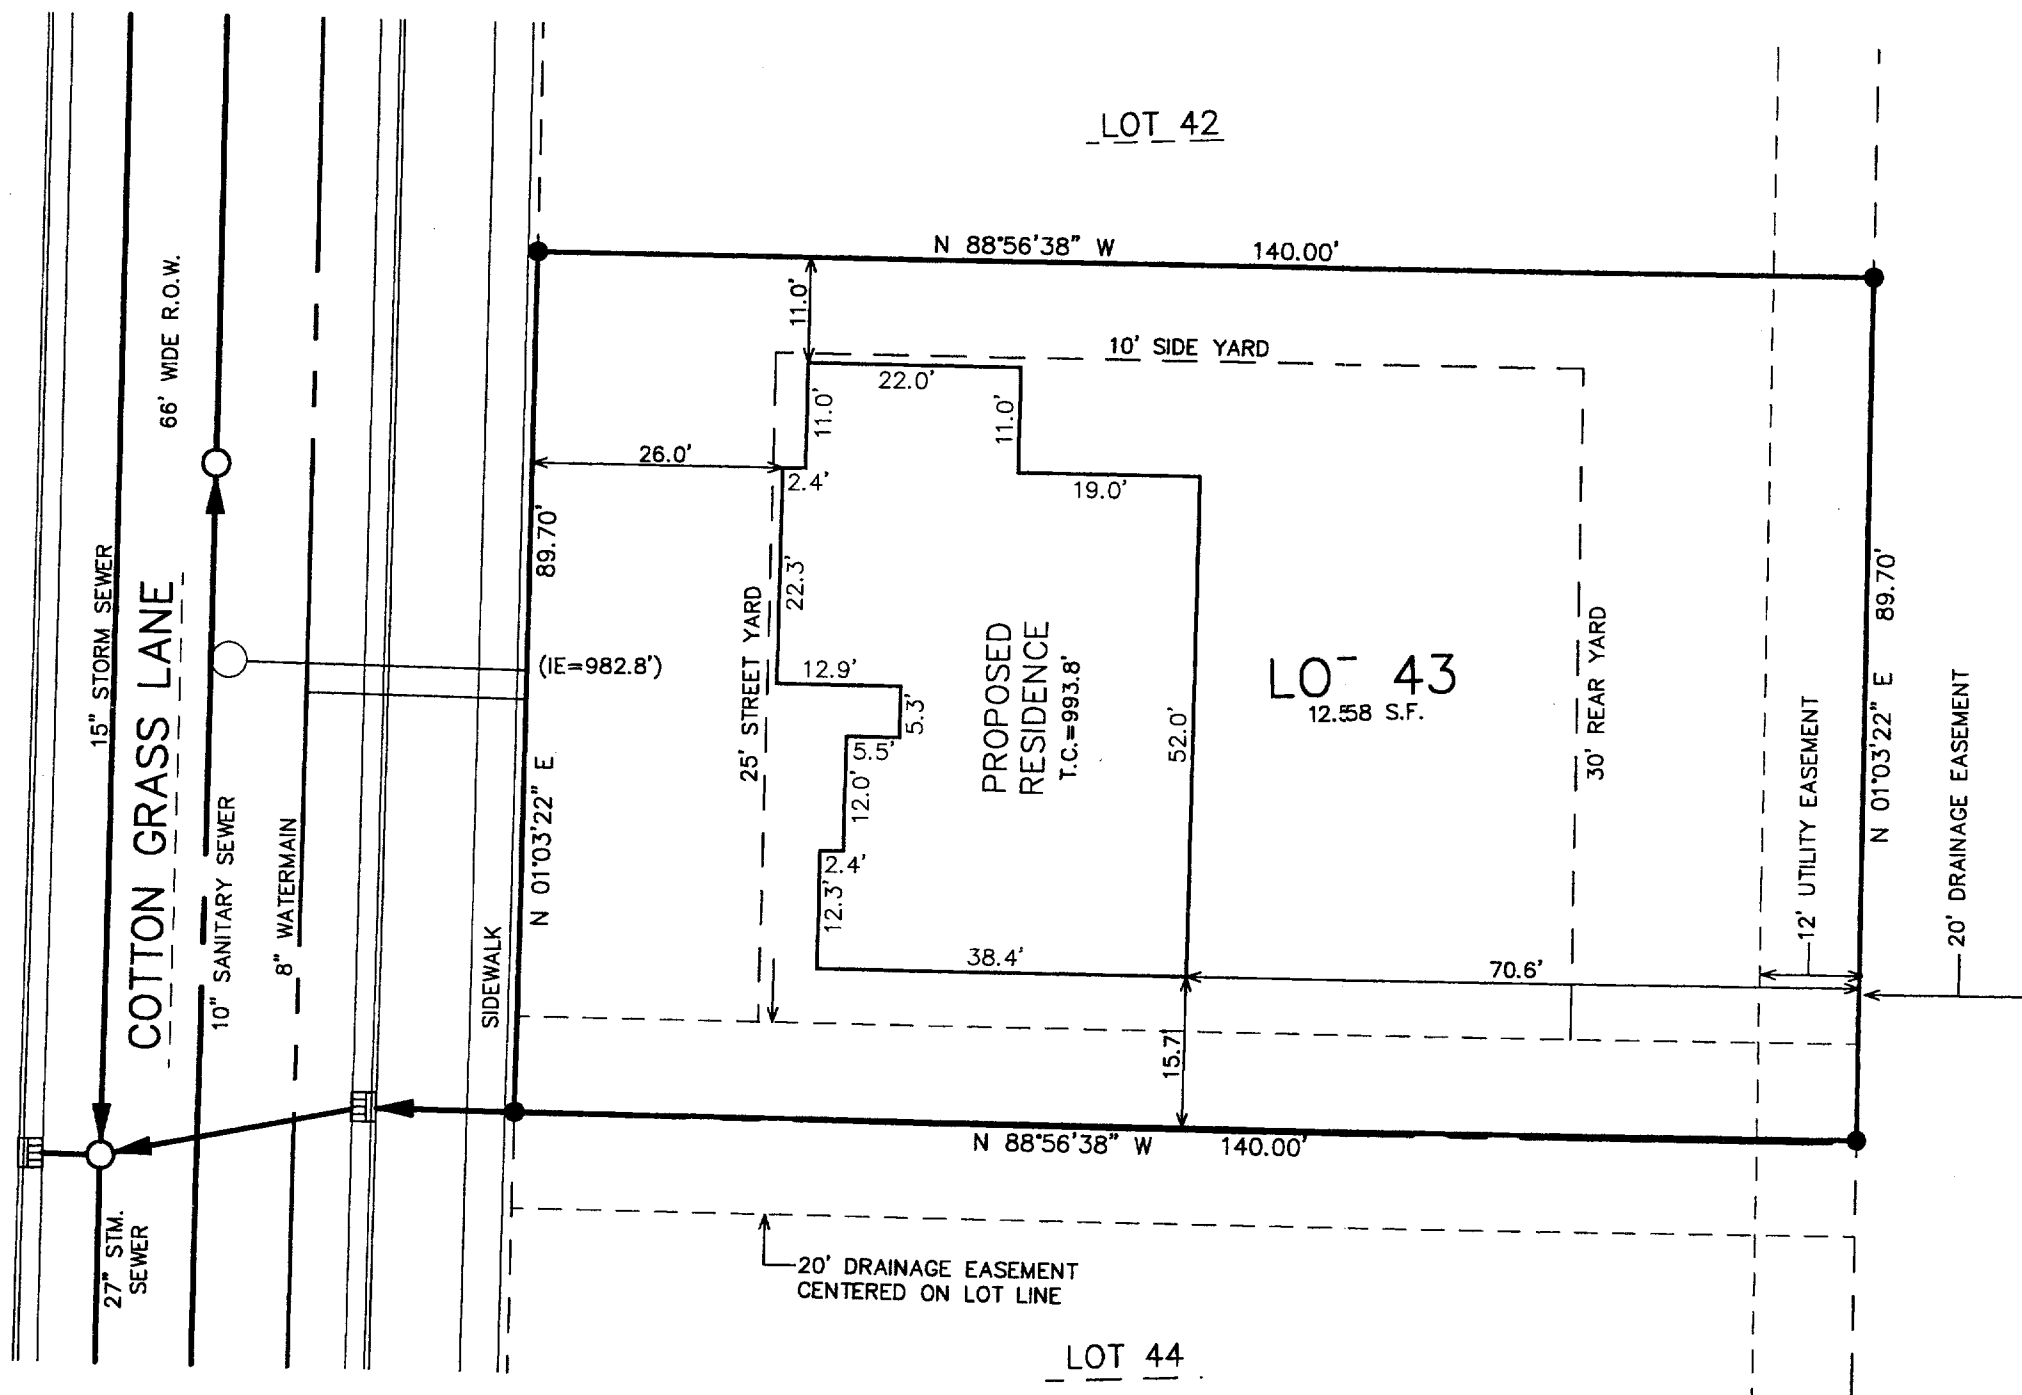 LOT 42
N 88°56'38" W 140.00'
66' WIDE R.O.W.
11.0'
10' SIDE YARD
22.0'
11.0'
11.0'
26.0'
2.4'
19.0'
89.70'
22.3'
15" STORM SEWER
COTTON GRASS LANE
25' STREET YARD
(IE=982.8')
12.9'
5.3'
5.5'
PROPOSED
RESIDENCE
T.C.=993.8'
52.0'
LOT 43
S.F.
30' REAR YARD
89.70'
N 01°03'22" E
12' UTILITY EASEMENT
20' DRAINAGE EASEMENT
10" SANITARY SEWER
8" WATERMAIN
N 01°03'22" E
12.0'
2.4'
12.3'
SIDEWALK
38.4'
70.6'
15.7'
N 88°56'38" W 140.00'
27" STM.
SEWER
20' DRAINAGE EASEMENT
CENTERED ON LOT LINE
LOT 44